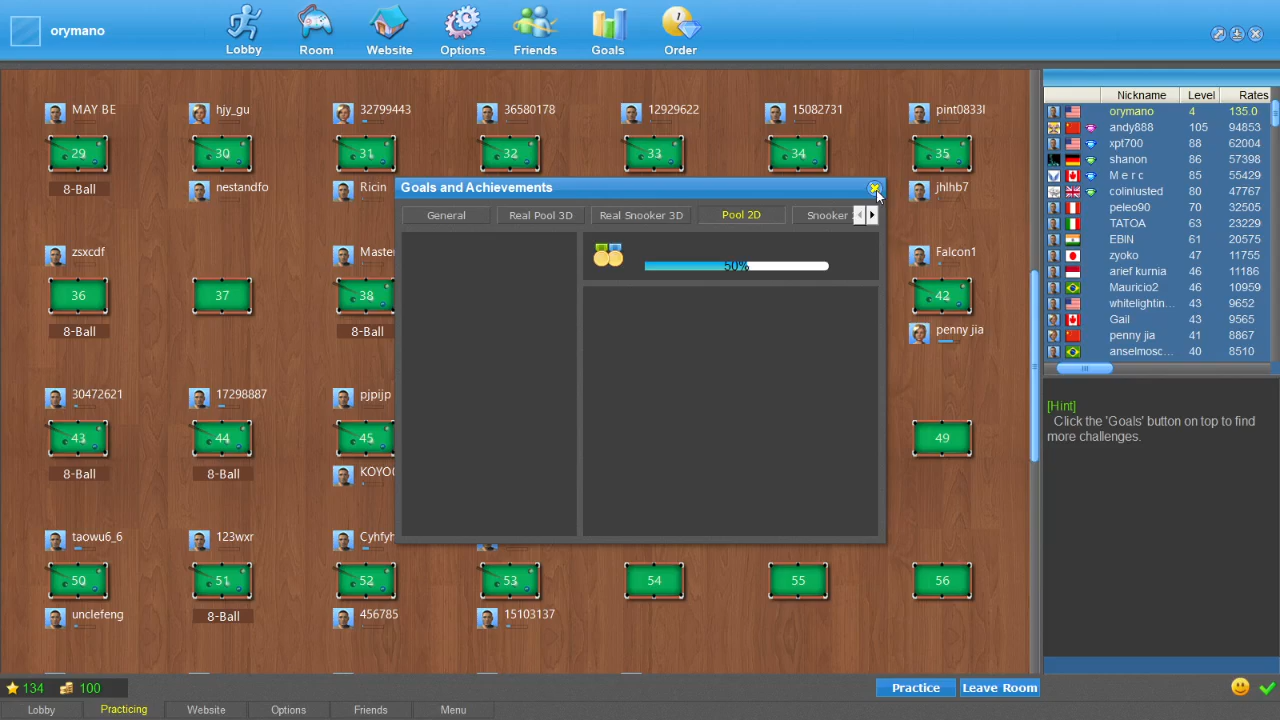 orymano
Lobby Room Website Options Friends Goals Order
MAY BE hjy_gu 32799443 36580178 12929622 15082731 pint0833l
29 30 31 32 33 34 35
8-Ball nestandfo Ricin jhlhb7
Goals and Achievements
General Real Pool 3D Real Snooker 3D Pool 2D Snooker
50%
zsxcdf Master Falcon1
36 37 38 42
8-Ball 8-Ball penny jia
30472621 17298887 pjpijp
43 44 45 49
8-Ball 8-Ball KOYO
taowu6_6 123wxr Cyhfyh
50 51 52 53 54 55 56
unclefeng 8-Ball 456785 15103137
Nickname Level Rates
orymano 4 135.0
andy888 105 94853
xpt700 88 62004
shanon 86 57398
M e r c 85 55429
colinlusted 80 47767
peleo90 70 32505
TATOA 63 23229
EBIN 61 20575
zyoko 47 11755
arief kurnia 46 11186
Mauricio2 46 10959
whitelightin... 43 9652
Gail 43 9565
penny jia 41 8867
anselmosc... 40 8510
[Hint]
Click the 'Goals' button on top to find
more challenges.
134 100
Practice Leave Room
Lobby Practicing Website Options Friends Menu